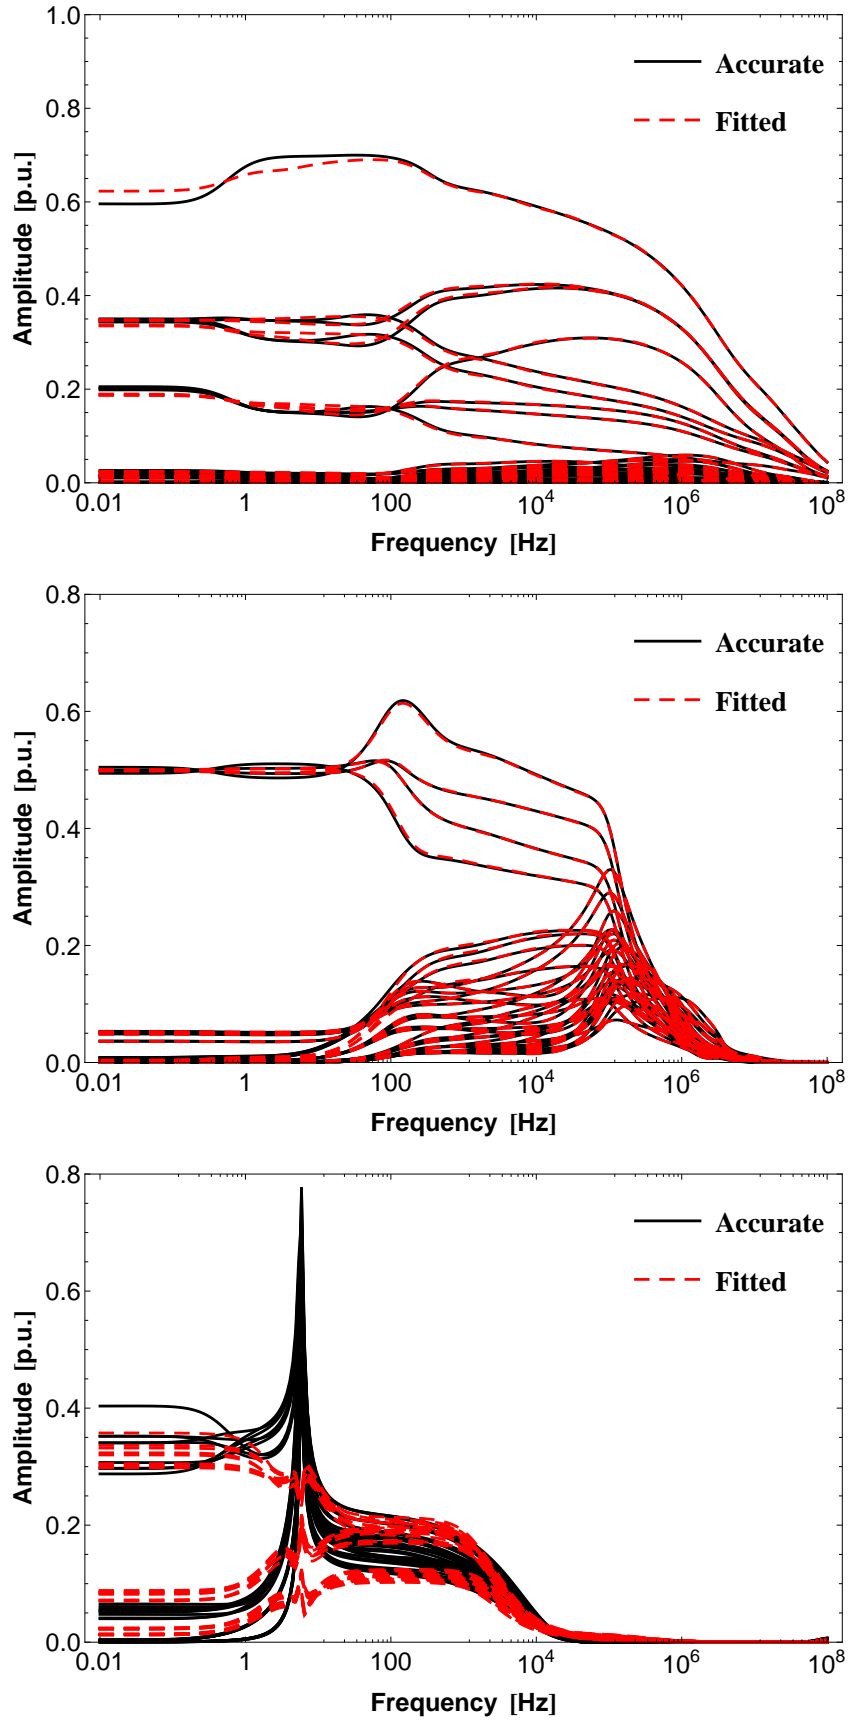 1.0
0.8
0.6
0.4
0.2
0.0
Amplitude [p.u.]
Accurate
Fitted
0.01 1 100 10^4 10^6 10^8
Frequency [Hz]
0.8
0.6
0.4
0.2
0.0
Amplitude [p.u.]
Accurate
Fitted
0.01 1 100 10^4 10^6 10^8
Frequency [Hz]
0.8
0.6
0.4
0.2
0.0
Amplitude [p.u.]
Accurate
Fitted
0.01 1 100 10^4 10^6 10^8
Frequency [Hz]